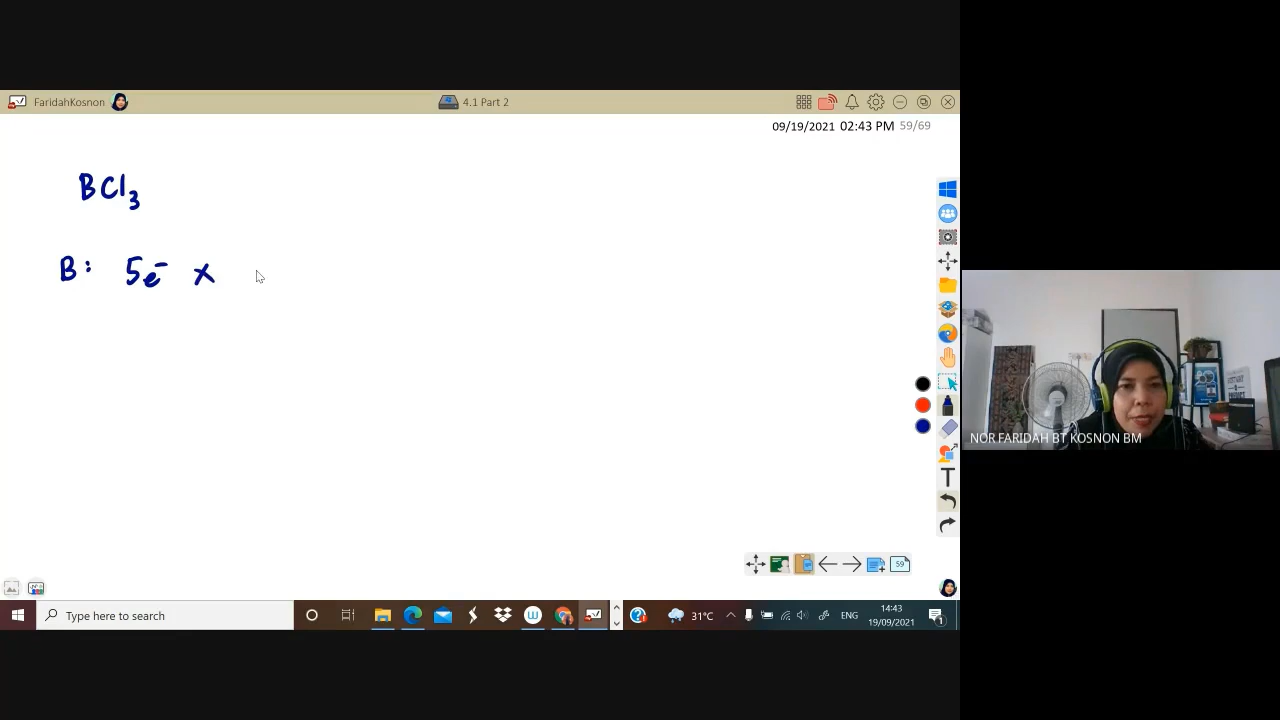 FaridahKosnon
4.1 Part 2
09/19/2021 02:43 PM 59/69
BCl3
B: 5e⁻ x
NOR FARIDAH BT KOSNON BM
T
59
Type here to search
31°C
ENG
14:43
19/09/2021